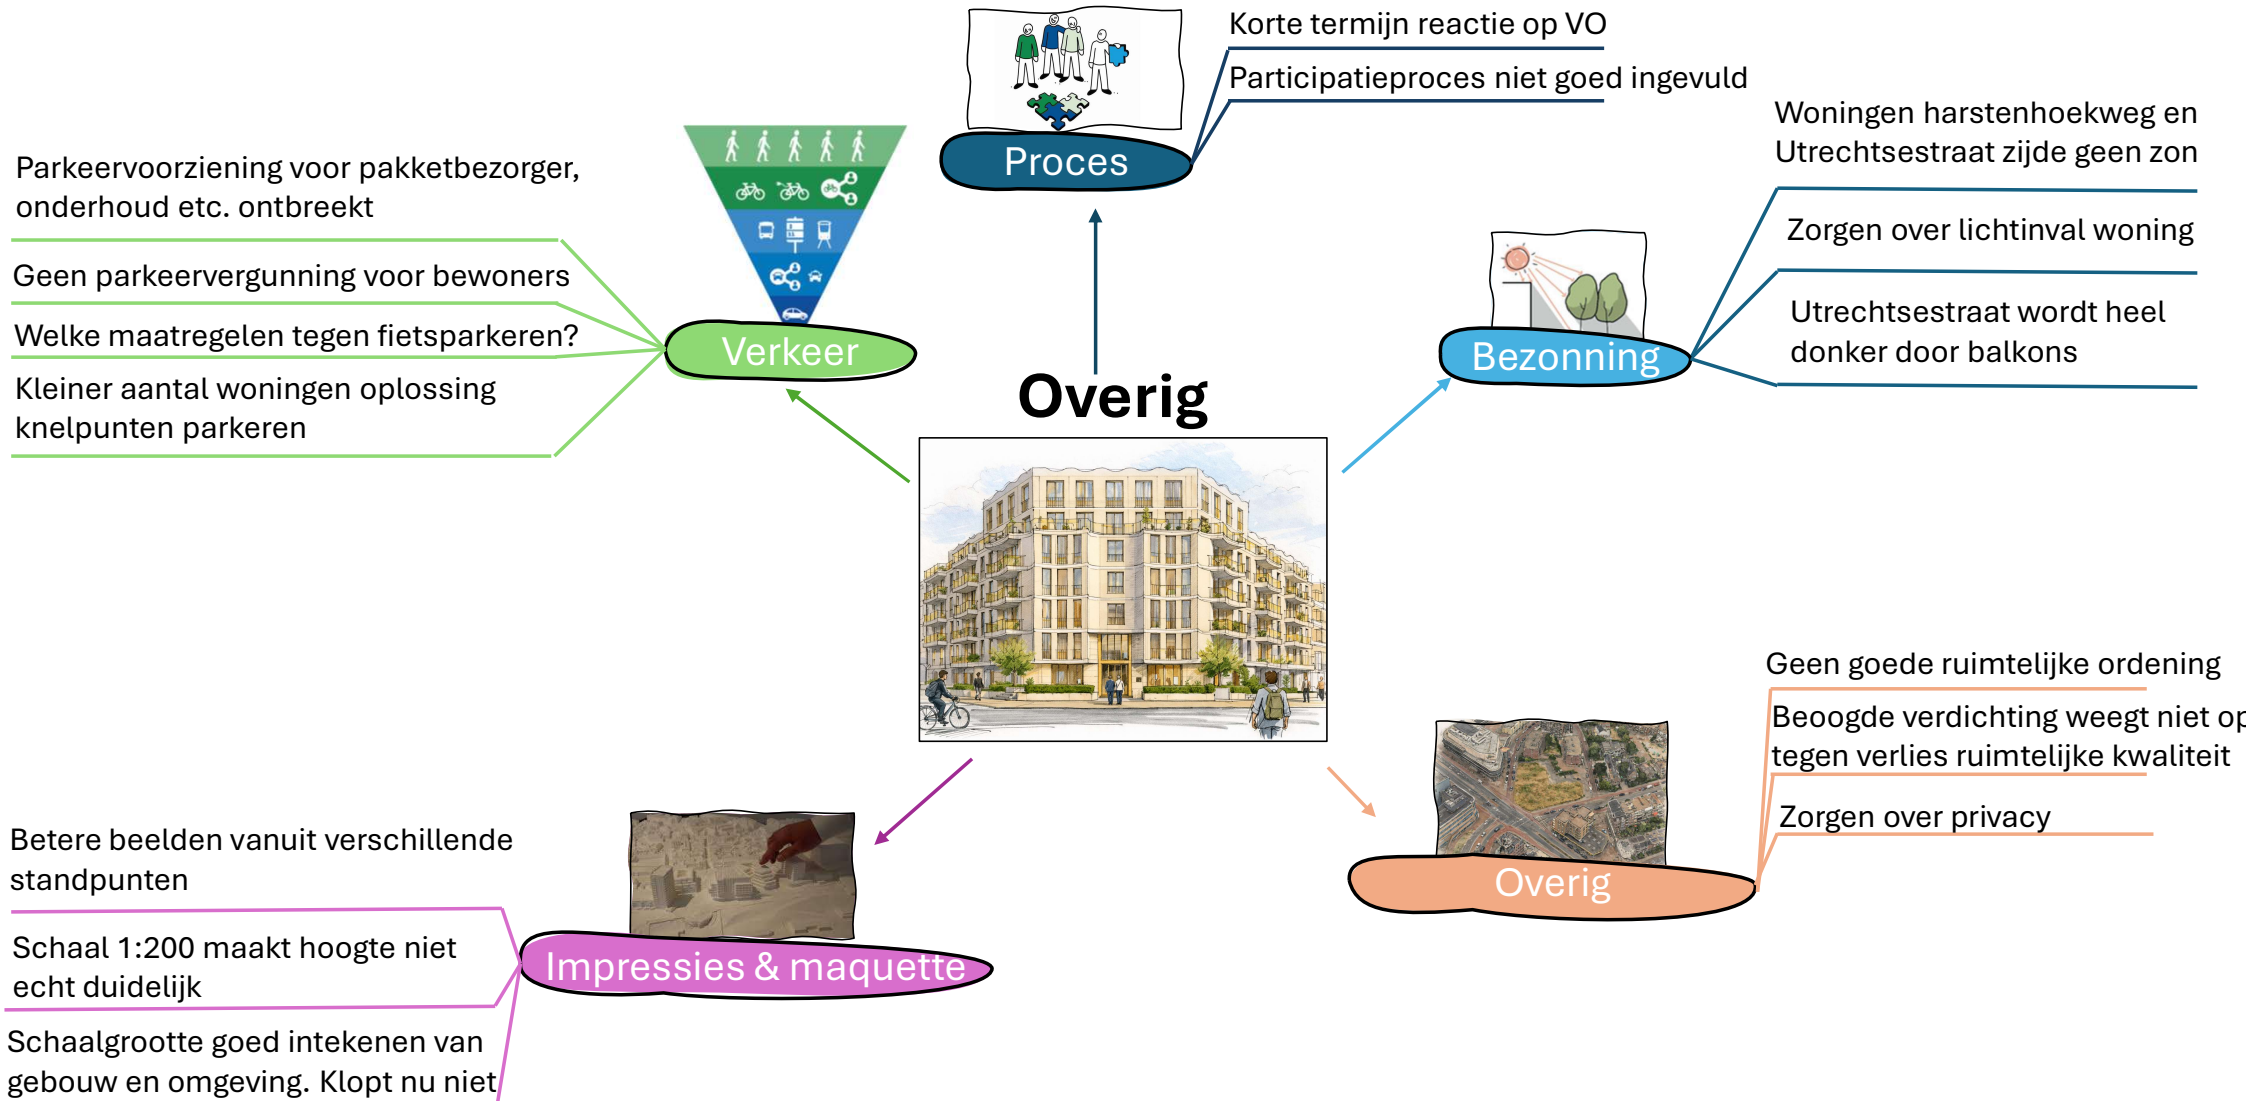 Korte termijn reactie op VO
Participatieproces niet goed ingevuld
Proces
Woningen harstenhoekweg en
Utrechtsestraat zijde geen zon
Zorgen over lichtinval woning
Utrechtsestraat wordt heel
donker door balkons
Bezonning
Parkeervoorziening voor pakketbezorger,
onderhoud etc. ontbreekt
Geen parkeervergunning voor bewoners
Welke maatregelen tegen fietsparkeren?
Kleiner aantal woningen oplossing
knelpunten parkeren
Verkeer
Overig
Geen goede ruimtelijke ordening
Beoogde verdichting weegt niet op
tegen verlies ruimtelijke kwaliteit
Zorgen over privacy
Overig
Betere beelden vanuit verschillende
standpunten
Schaal 1:200 maakt hoogte niet
echt duidelijk
Schaalgrootte goed intekenen van
gebouw en omgeving. Klopt nu niet
Impressies & maquette